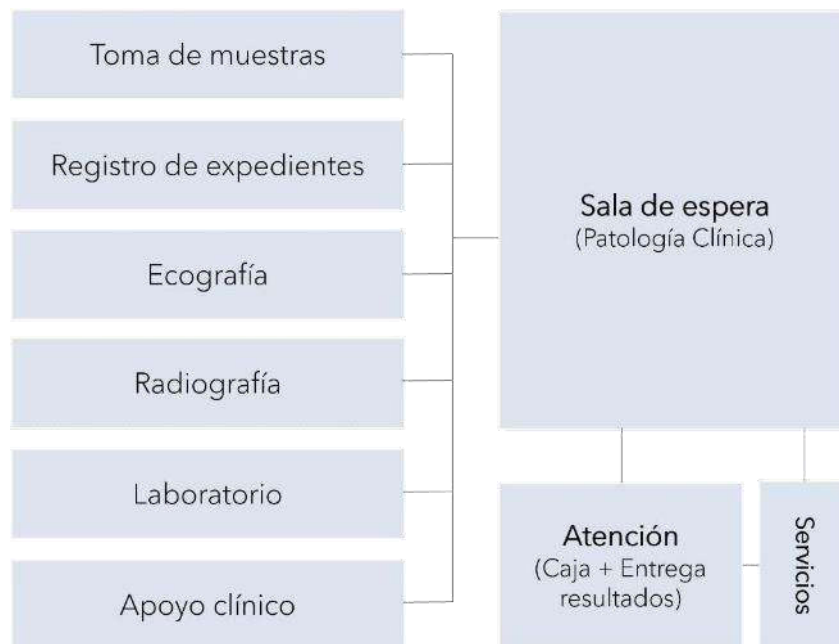 Toma de muestras
Registro de expedientes
Ecografía
Radiografía
Laboratorio
Apoyo clínico
Sala de espera
(Patología Clínica)
Atención
(Caja + Entrega
resultados)
Servicios